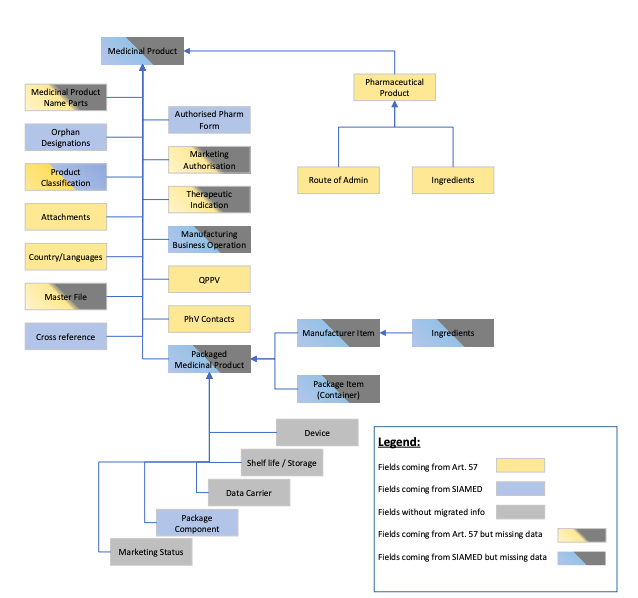 Medicinal Product
Pharmaceutical
Product
Medicinal Product
Name Parts
Authorised Pharm
Form
Orphan
Designations
Marketing
Authorisation
Product
Classification
Route of Admin
Ingredients
Therapeutic
Indication
Attachments
Manufacturing
Business Operation
Country/Languages
QPPV
Master File
PhV Contacts
Cross reference
Manufacturer Item
Ingredients
Packaged
Medicinal Product
Package Item
(Container)
Device
Shelf life / Storage
Data Carrier
Package
Component
Marketing Status
Legend:
Fields coming from Art. 57
Fields coming from SIAMED
Fields without migrated info
Fields coming from Art. 57 but missing data
Fields coming from SIAMED but missing data